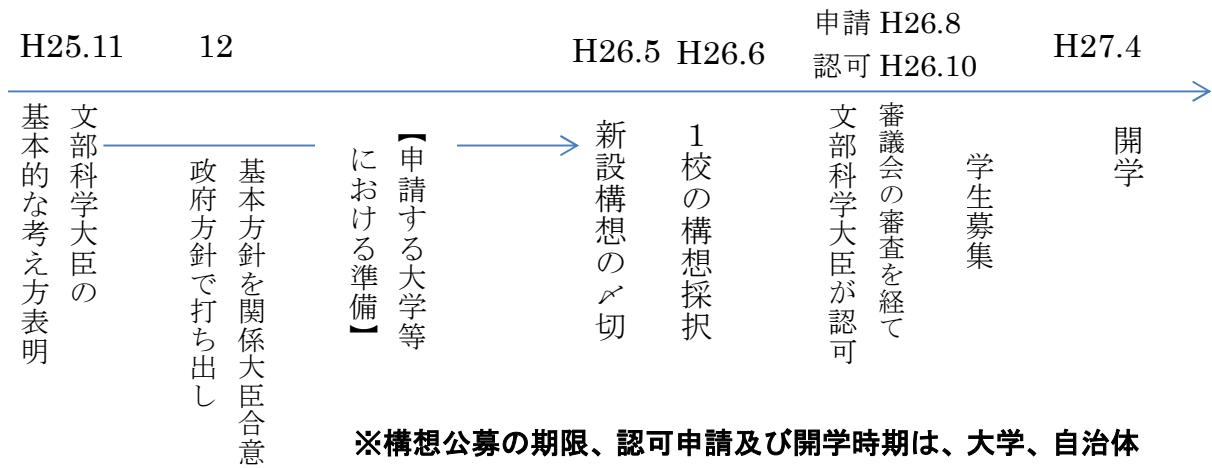 H25.11
12
H26.5
H26.6
申請 H26.8
認可 H26.10
H27.4
文部科学大臣の
基本的な考え方表明
基本方針を関係大臣合意
政府方針で打ち出し
【申請する大学等
における準備】
新設構想の〆切
１校の構想採択
審議会の審査を経て
文部科学大臣が認可
学生募集
開学
※構想公募の期限、認可申請及び開学時期は、大学、自治体